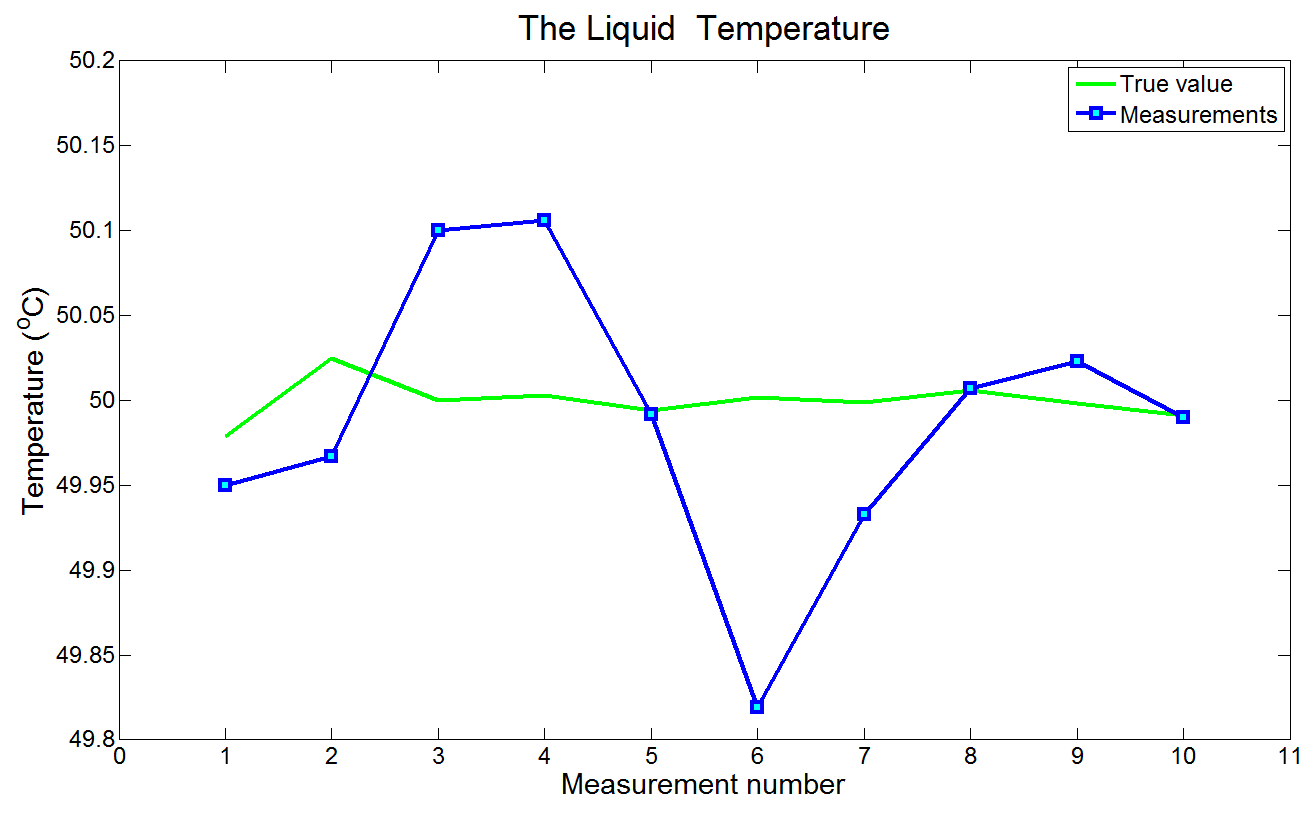 The Liquid  Temperature
50.2
50.15
50.1
50.05
50
49.95
49.9
49.85
49.8
Temperature (°C)
True value
Measurements
0 1 2 3 4 5 6 7 8 9 10 11
Measurement number